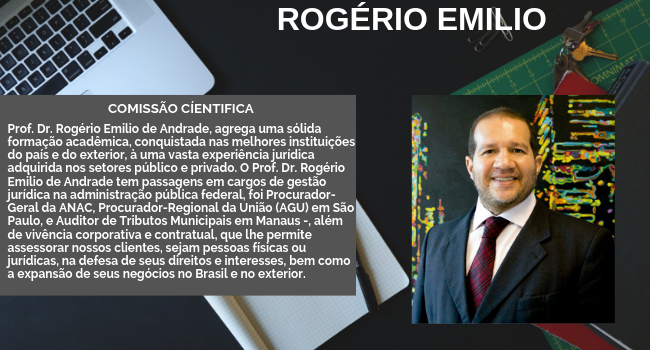 ROGÉRIO EMILIO
COMISSÃO CÍENTIFICA
Prof. Dr. Rogério Emilio de Andrade, agrega uma sólida
formação acadêmica, conquistada nas melhores instituições
do país e do exterior, à uma vasta experiência jurídica
adquirida nos setores público e privado. O Prof. Dr. Rogério
Emilio de Andrade tem passagens em cargos de gestão
jurídica na administração pública federal, foi Procurador-
Geral da ANAC, Procurador-Regional da União (AGU) em São
Paulo, e Auditor de Tributos Municipais em Manaus -, além
de vivência corporativa e contratual, que lhe permite
assessorar nossos clientes, sejam pessoas físicas ou
jurídicas, na defesa de seus direitos e interesses, bem como
a expansão de seus negócios no Brasil e no exterior.
OMNIMAT